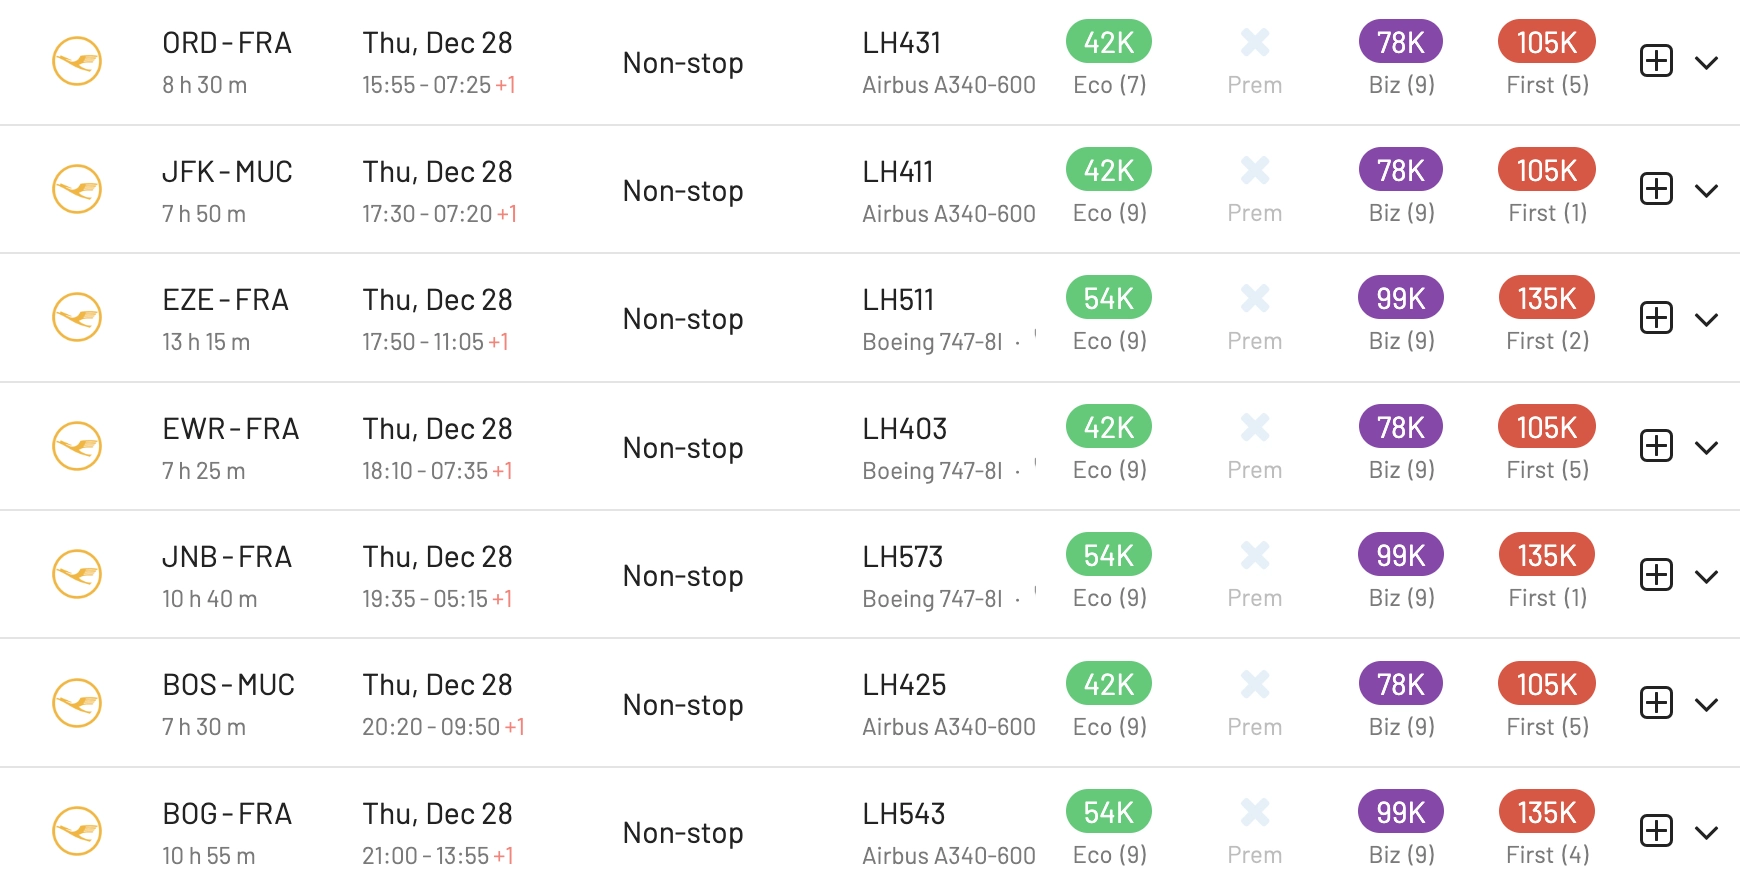 ORD - FRA Thu, Dec 28 Non-stop LH431 42K 78K 105K
8 h 30 m 15:55 - 07:25 +1 Airbus A340-600 Eco (7) Prem Biz (9) First (5)
JFK - MUC Thu, Dec 28 Non-stop LH411 42K 78K 105K
7 h 50 m 17:30 - 07:20 +1 Airbus A340-600 Eco (9) Prem Biz (9) First (1)
EZE - FRA Thu, Dec 28 Non-stop LH511 54K 99K 135K
13 h 15 m 17:50 - 11:05 +1 Boeing 747-8I · Eco (9) Prem Biz (9) First (2)
EWR - FRA Thu, Dec 28 Non-stop LH403 42K 78K 105K
7 h 25 m 18:10 - 07:35 +1 Boeing 747-8I · Eco (9) Prem Biz (9) First (5)
JNB - FRA Thu, Dec 28 Non-stop LH573 54K 99K 135K
10 h 40 m 19:35 - 05:15 +1 Boeing 747-8I · Eco (9) Prem Biz (9) First (1)
BOS - MUC Thu, Dec 28 Non-stop LH425 42K 78K 105K
7 h 30 m 20:20 - 09:50 +1 Airbus A340-600 Eco (9) Prem Biz (9) First (5)
BOG - FRA Thu, Dec 28 Non-stop LH543 54K 99K 135K
10 h 55 m 21:00 - 13:55 +1 Airbus A340-600 Eco (9) Prem Biz (9) First (4)